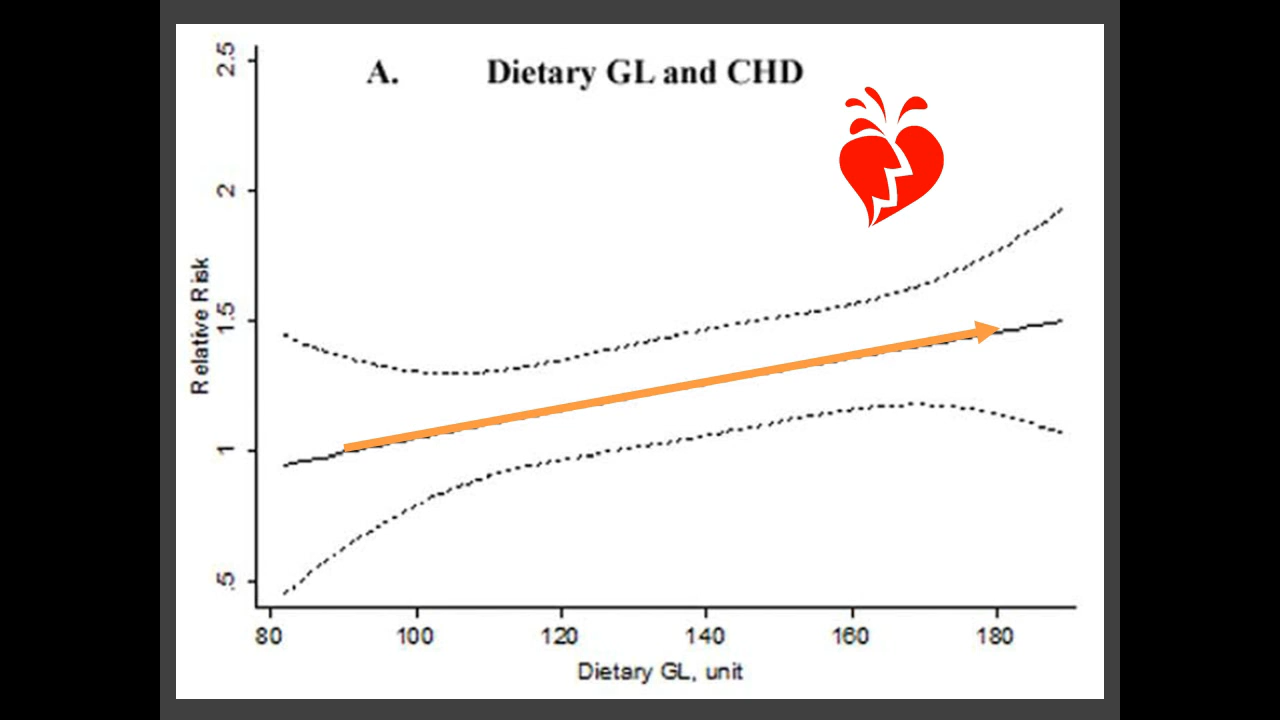 A. Dietary GL and CHD
2.5
2
1.5
1
.5
Relative Risk
80 100 120 140 160 180
Dietary GL, unit